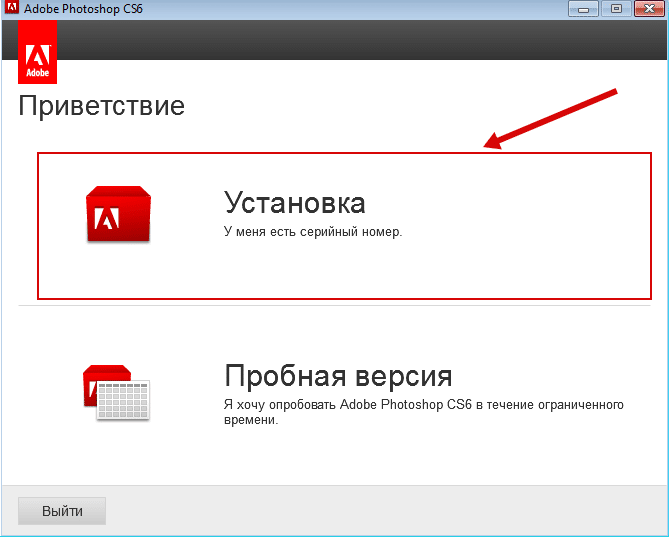 Adobe Photoshop CS6
Adobe
Приветствие
Установка
У меня есть серийный номер.
Пробная версия
Я хочу опробовать Adobe Photoshop CS6 в течение ограниченного
времени.
Выйти